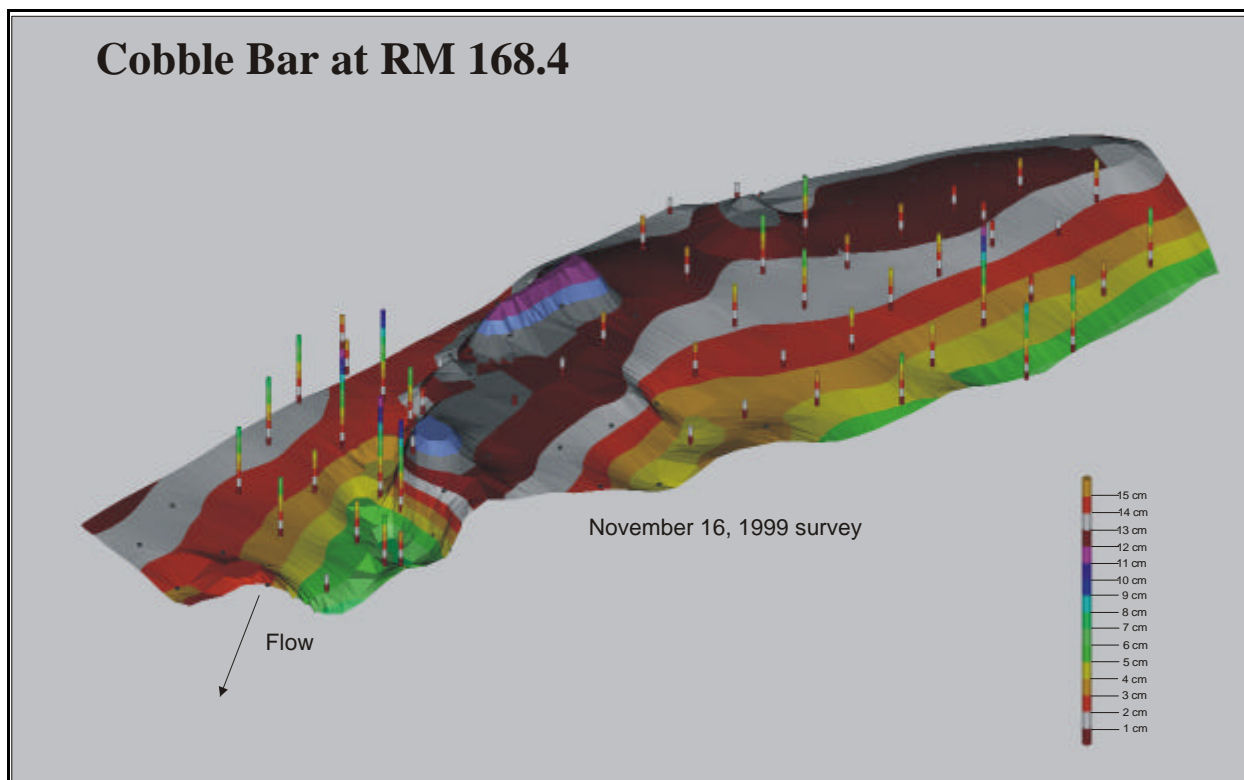 Cobble Bar at RM 168.4
November 16, 1999 survey
Flow
15 cm
14 cm
13 cm
12 cm
11 cm
10 cm
9 cm
8 cm
7 cm
6 cm
5 cm
4 cm
3 cm
2 cm
1 cm